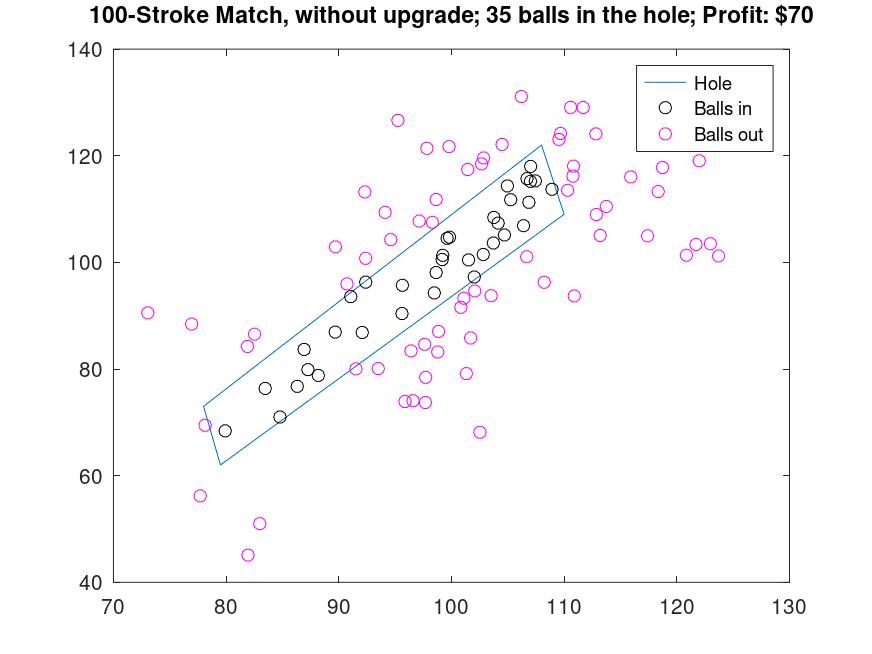 100-Stroke Match, without upgrade; 35 balls in the hole; Profit: $70
140
120
100
80
60
40
70 80 90 100 110 120 130
Hole
Balls in
Balls out